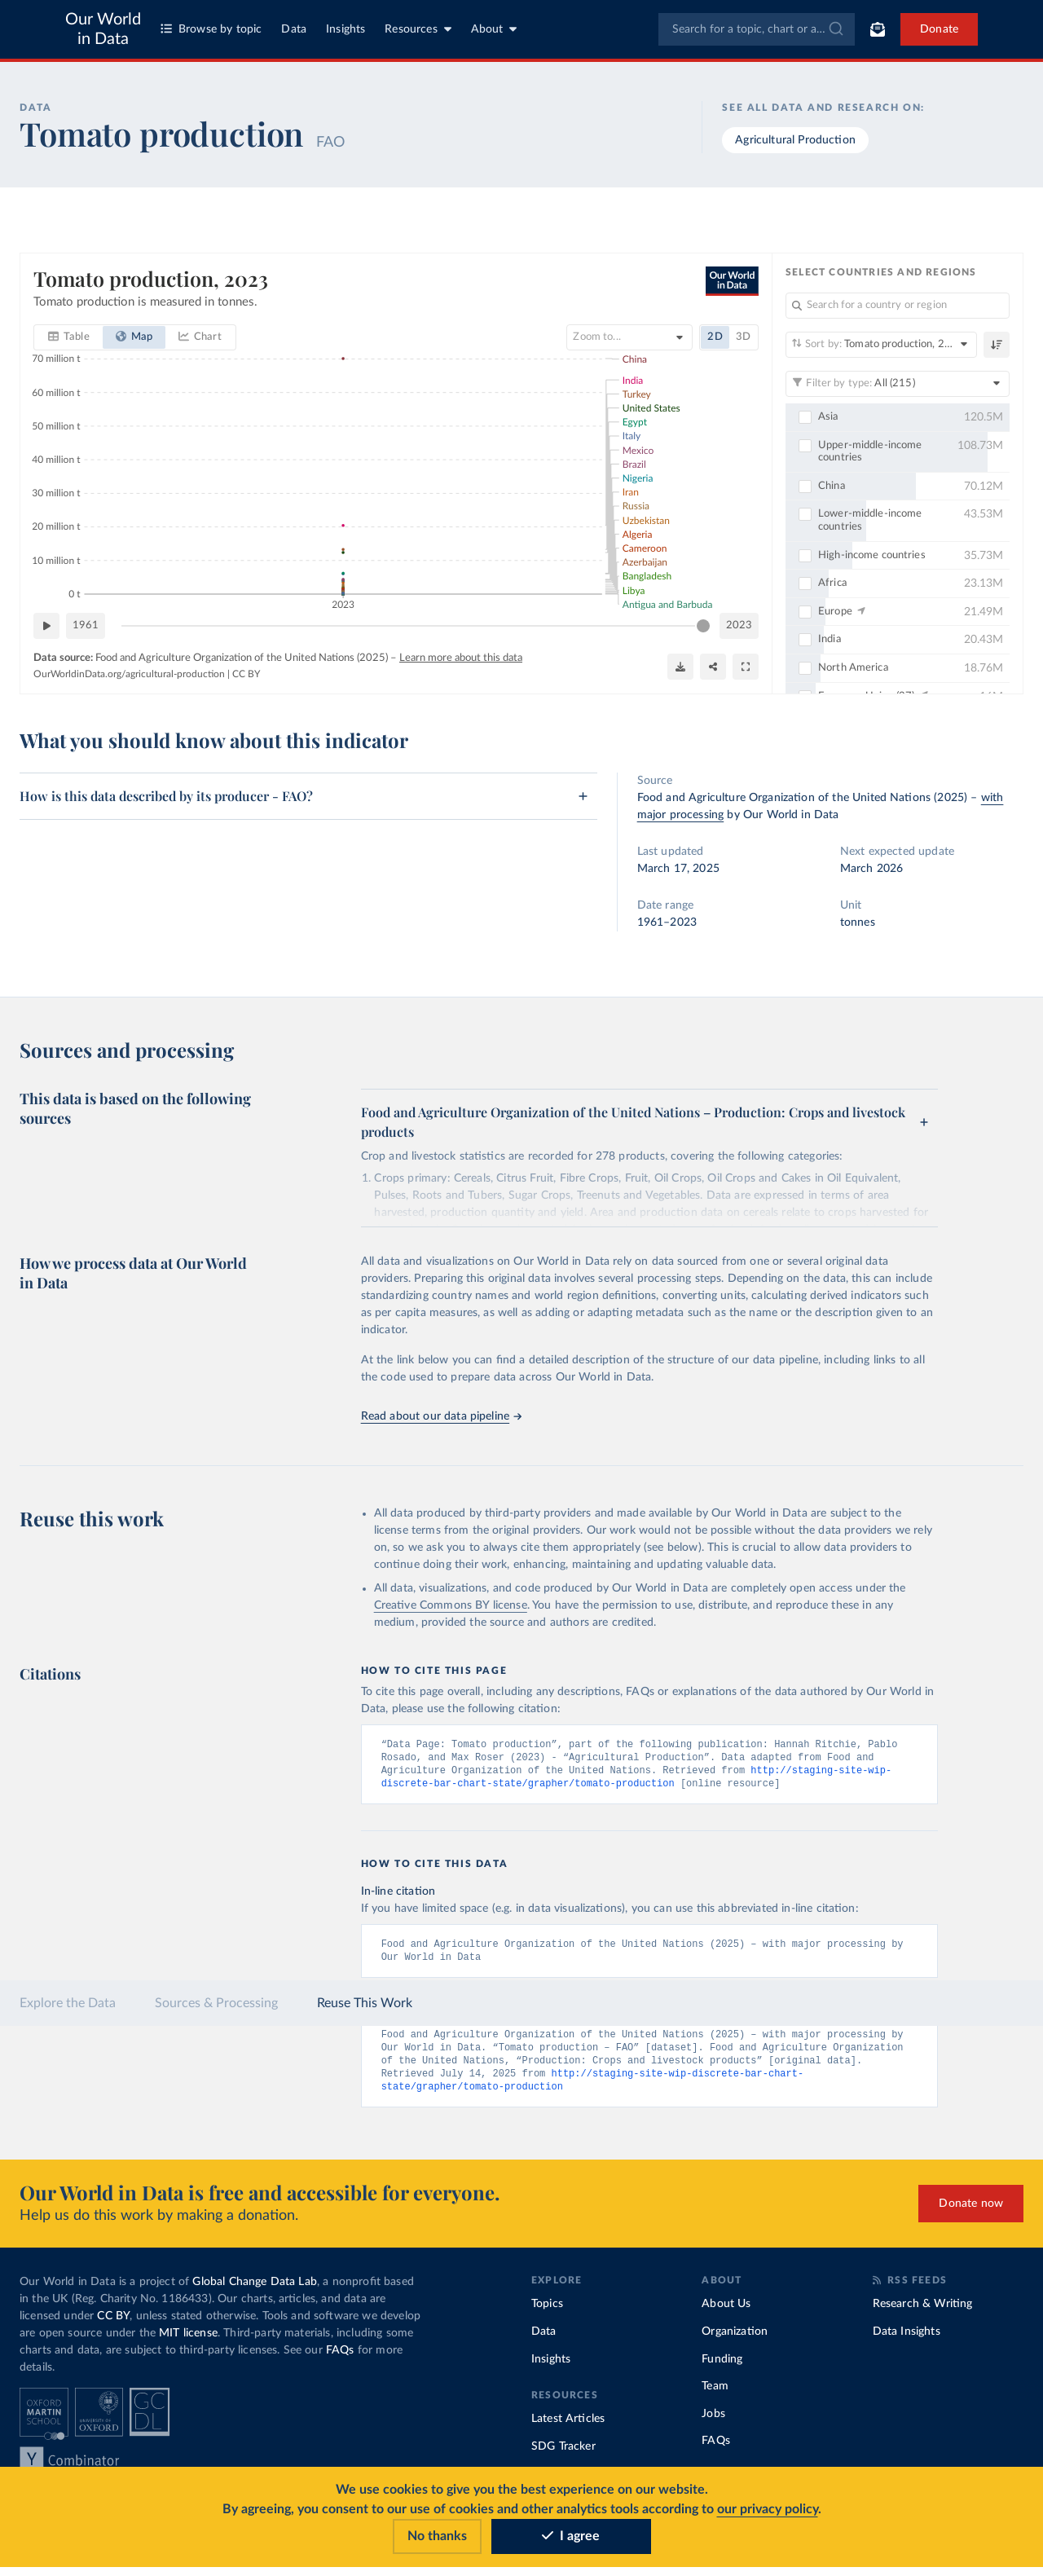 Our World
in Data
Browse by topic
Data
Insights
Resources
About
Search for a topic, chart or a...
Donate
DATA
Tomato production FAO
SEE ALL DATA AND RESEARCH ON:
Agricultural Production
Tomato production, 2023
Tomato production is measured in tonnes.
Our World
in Data
Table
Map
Chart
Zoom to...
2D
3D
70 million t
60 million t
50 million t
40 million t
30 million t
20 million t
10 million t
0 t
2023
China
India
Turkey
United States
Egypt
Italy
Mexico
Brazil
Nigeria
Iran
Russia
Uzbekistan
Algeria
Cameroon
Azerbaijan
Bangladesh
Libya
Antigua and Barbuda
1961
2023
Data source: Food and Agriculture Organization of the United Nations (2025) – Learn more about this data
OurWorldinData.org/agricultural-production | CC BY
SELECT COUNTRIES AND REGIONS
Search for a country or region
Sort by: Tomato production, 2...
Filter by type: All (215)
Asia 120.5M
Upper-middle-income
countries 108.73M
China 70.12M
Lower-middle-income
countries 43.53M
High-income countries 35.73M
Africa 23.13M
Europe 21.49M
India 20.43M
North America 18.76M
What you should know about this indicator
How is this data described by its producer - FAO?
Source
Food and Agriculture Organization of the United Nations (2025) – with
major processing by Our World in Data
Last updated
March 17, 2025
Next expected update
March 2026
Date range
1961–2023
Unit
tonnes
Sources and processing
This data is based on the following
sources
Food and Agriculture Organization of the United Nations – Production: Crops and livestock
products
Crop and livestock statistics are recorded for 278 products, covering the following categories:
1. Crops primary: Cereals, Citrus Fruit, Fibre Crops, Fruit, Oil Crops, Oil Crops and Cakes in Oil Equivalent,
Pulses, Roots and Tubers, Sugar Crops, Treenuts and Vegetables. Data are expressed in terms of area
harvested, production quantity and yield. Area and production data on cereals relate to crops harvested for
How we process data at Our World
in Data
All data and visualizations on Our World in Data rely on data sourced from one or several original data
providers. Preparing this original data involves several processing steps. Depending on the data, this can include
standardizing country names and world region definitions, converting units, calculating derived indicators such
as per capita measures, as well as adding or adapting metadata such as the name or the description given to an
indicator.
At the link below you can find a detailed description of the structure of our data pipeline, including links to all
the code used to prepare data across Our World in Data.
Read about our data pipeline →
Reuse this work
• All data produced by third-party providers and made available by Our World in Data are subject to the
license terms from the original providers. Our work would not be possible without the data providers we rely
on, so we ask you to always cite them appropriately (see below). This is crucial to allow data providers to
continue doing their work, enhancing, maintaining and updating valuable data.
• All data, visualizations, and code produced by Our World in Data are completely open access under the
Creative Commons BY license. You have the permission to use, distribute, and reproduce these in any
medium, provided the source and authors are credited.
Citations
HOW TO CITE THIS PAGE
To cite this page overall, including any descriptions, FAQs or explanations of the data authored by Our World in
Data, please use the following citation:
“Data Page: Tomato production”, part of the following publication: Hannah Ritchie, Pablo
Rosado, and Max Roser (2023) - “Agricultural Production”. Data adapted from Food and
Agriculture Organization of the United Nations. Retrieved from http://staging-site-wip-
discrete-bar-chart-state/grapher/tomato-production [online resource]
HOW TO CITE THIS DATA
In-line citation
If you have limited space (e.g. in data visualizations), you can use this abbreviated in-line citation:
Food and Agriculture Organization of the United Nations (2025) – with major processing by
Our World in Data
Explore the Data
Sources & Processing
Reuse This Work
Food and Agriculture Organization of the United Nations (2025) – with major processing by
Our World in Data. “Tomato production – FAO” [dataset]. Food and Agriculture Organization
of the United Nations, “Production: Crops and livestock products” [original data].
Retrieved July 14, 2025 from http://staging-site-wip-discrete-bar-chart-
state/grapher/tomato-production
Our World in Data is free and accessible for everyone.
Help us do this work by making a donation.
Donate now
Our World in Data is a project of Global Change Data Lab, a nonprofit based
in the UK (Reg. Charity No. 1186433). Our charts, articles, and data are
licensed under CC BY, unless stated otherwise. Tools and software we develop
are open source under the MIT license. Third-party materials, including some
charts and data, are subject to third-party licenses. See our FAQs for more
details.
OXFORD
MARTIN
SCHOOL
UNIVERSITY OF
OXFORD
GC
DL
Y Combinator
EXPLORE
Topics
Data
Insights
RESOURCES
Latest Articles
SDG Tracker
ABOUT
About Us
Organization
Funding
Team
Jobs
FAQs
RSS FEEDS
Research & Writing
Data Insights
We use cookies to give you the best experience on our website.
By agreeing, you consent to our use of cookies and other analytics tools according to our privacy policy.
No thanks
I agree